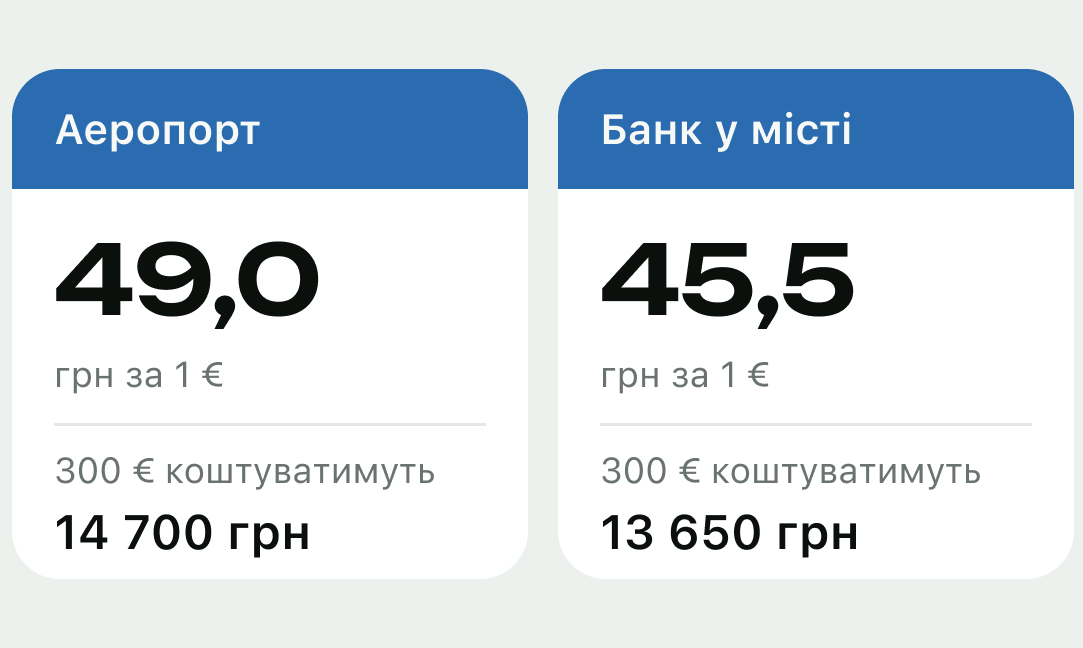 Аеропорт
49,0
грн за 1 €
300 € коштуватимуть
14 700 грн
Банк у місті
45,5
грн за 1 €
300 € коштуватимуть
13 650 грн